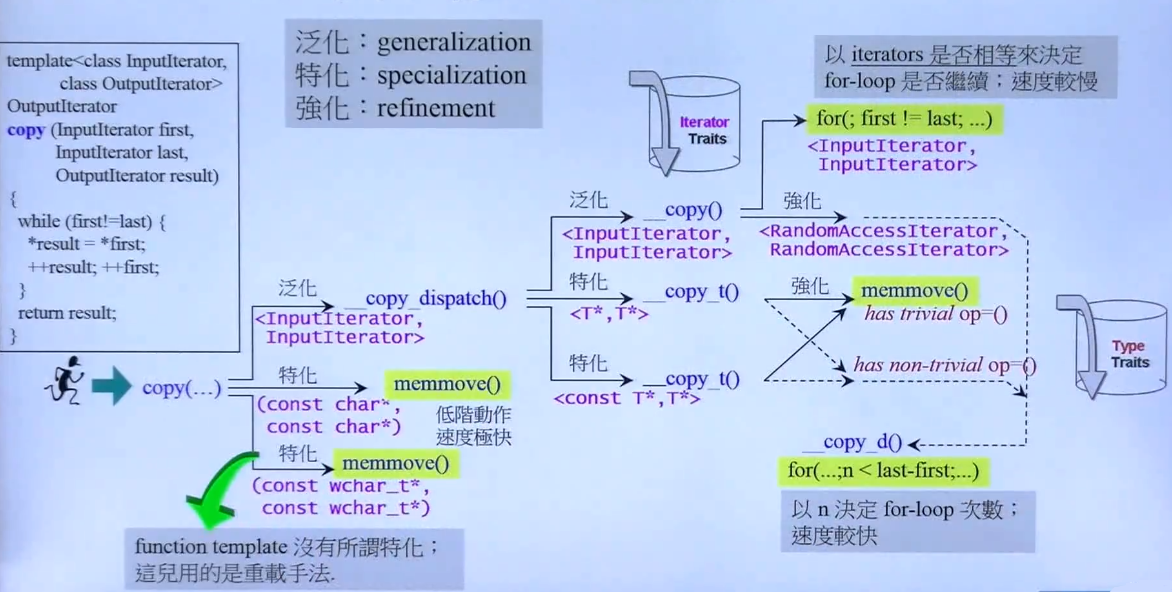 泛化：generalization
特化：specialization
強化：refinement
template<class InputIterator,
class OutputIterator>
OutputIterator
copy (InputIterator first,
InputIterator last,
OutputIterator result)
{
while (first!=last) {
*result = *first;
++result; ++first;
}
return result;
}
copy(…)
泛化
__copy_dispatch()
<InputIterator,
InputIterator>
特化
memmove()
(const char*,
const char*)
低階動作
速度極快
特化
memmove()
(const wchar_t*,
const wchar_t*)
function template 沒有所謂特化；
這兒用的是重載手法.
泛化
__copy()
<InputIterator,
InputIterator>
特化
__copy_t()
<T*,T*>
特化
__copy_t()
<const T*,T*>
Iterator
Traits
以 iterators 是否相等來決定
for-loop 是否繼續；速度較慢
for(; first != last; ...)
<InputIterator,
InputIterator>
強化
<RandomAccessIterator,
RandomAccessIterator>
強化
memmove()
has trivial op=()
has non-trivial op=()
Type
Traits
__copy_d()
for(...;n < last-first;...)
以 n 決定 for-loop 次數；
速度較快